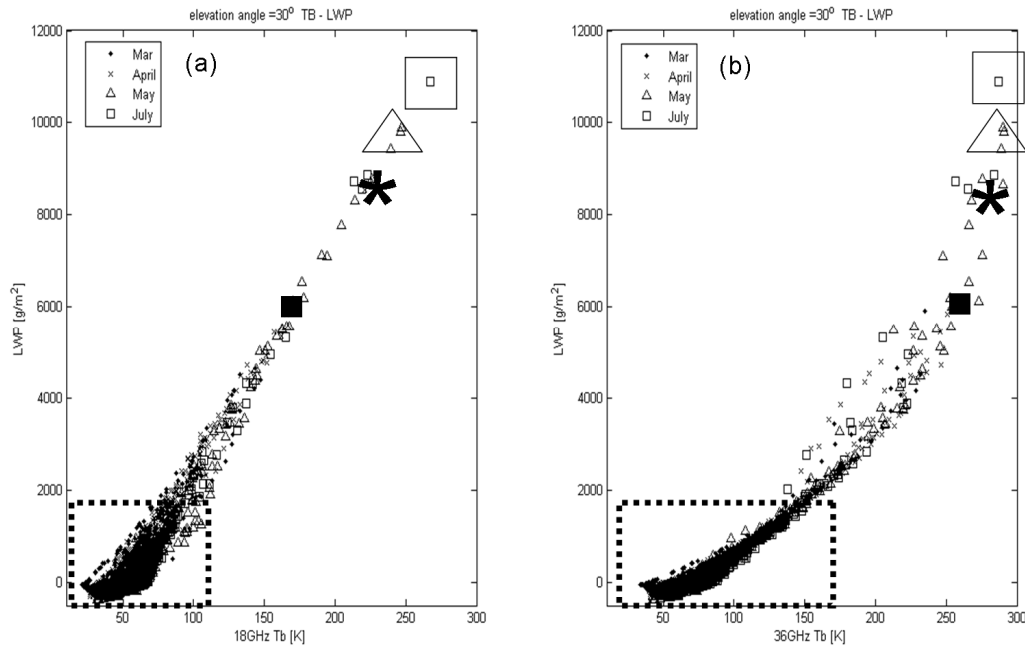 elevation angle =30° TB - LWP
12000
10000
8000
6000
4000
2000
0
LWP [g/m²]
Mar
April
May
July
(a)
50
100
150
200
250
300
18GHz Tb [K]
elevation angle =30° TB - LWP
12000
10000
8000
6000
4000
2000
0
LWP [g/m²]
Mar
April
May
July
(b)
50
100
150
200
250
300
36GHz Tb [K]